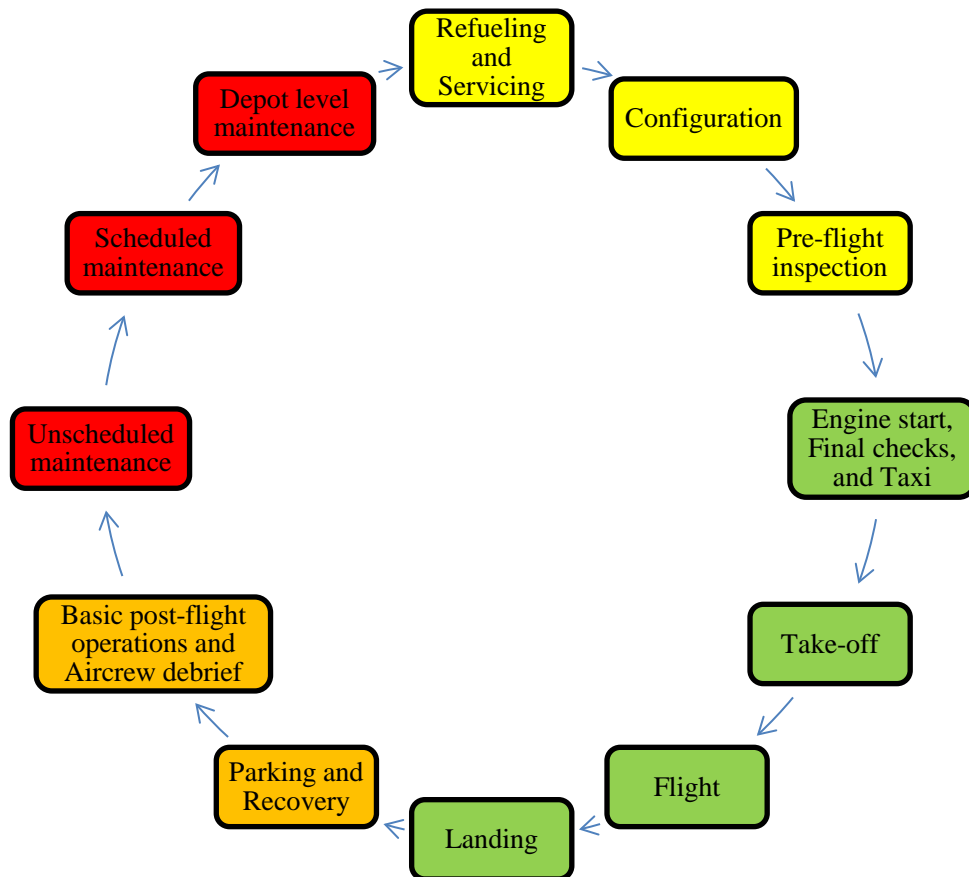 Refueling
and
Servicing
Configuration
Pre-flight
inspection
Engine start,
Final checks,
and Taxi
Take-off
Flight
Landing
Parking and
Recovery
Basic post-flight
operations and
Aircrew debrief
Unscheduled
maintenance
Scheduled
maintenance
Depot level
maintenance